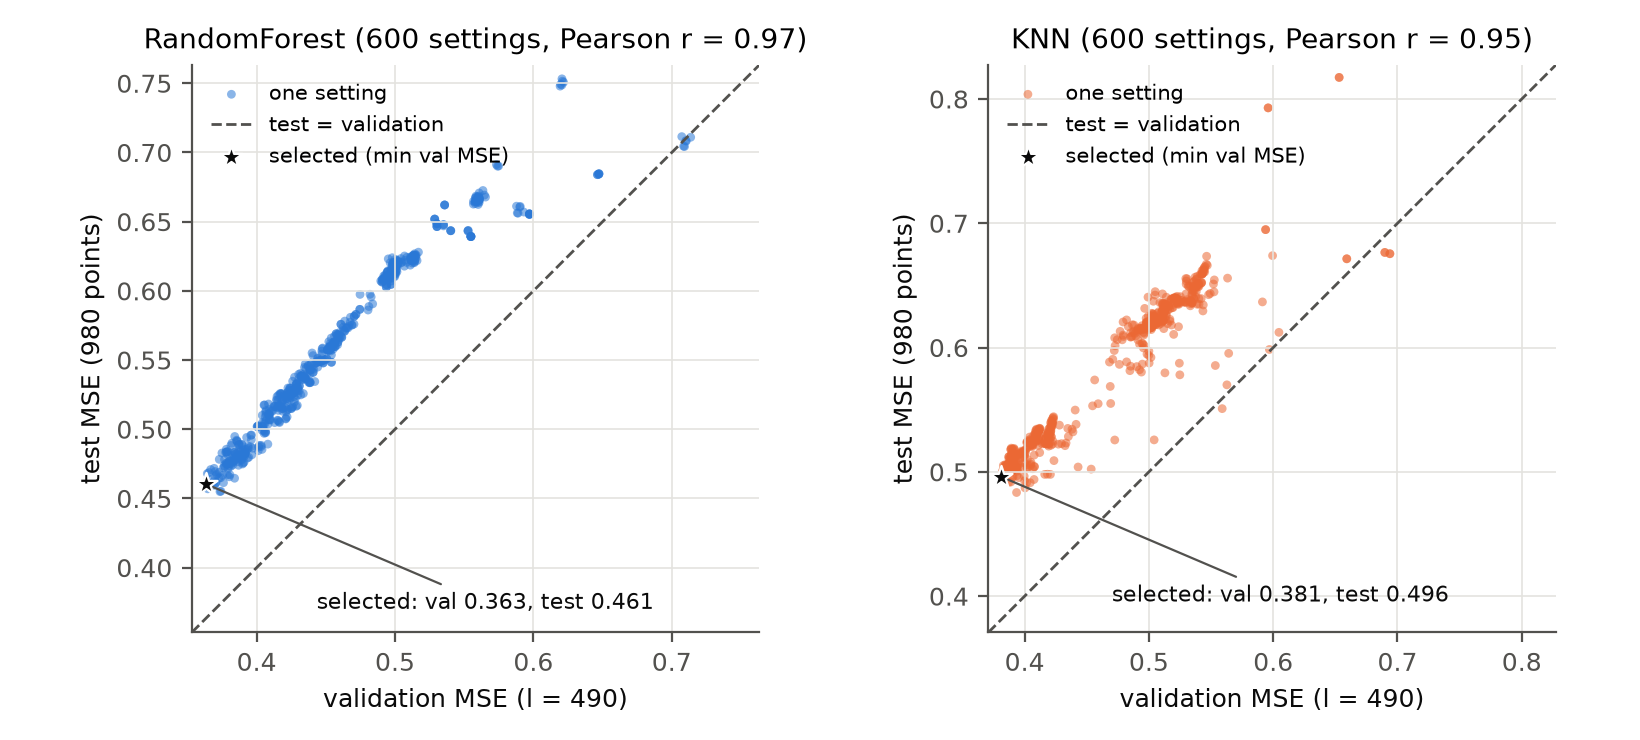 RandomForest (600 settings, Pearson r = 0.97)
one setting
test = validation
selected (min val MSE)
test MSE (980 points)
0.75
0.70
0.65
0.60
0.55
0.50
0.45
0.40
selected: val 0.363, test 0.461
0.4 0.5 0.6 0.7
validation MSE (l = 490)
KNN (600 settings, Pearson r = 0.95)
one setting
test = validation
selected (min val MSE)
test MSE (980 points)
0.8
0.7
0.6
0.5
0.4
selected: val 0.381, test 0.496
0.4 0.5 0.6 0.7 0.8
validation MSE (l = 490)